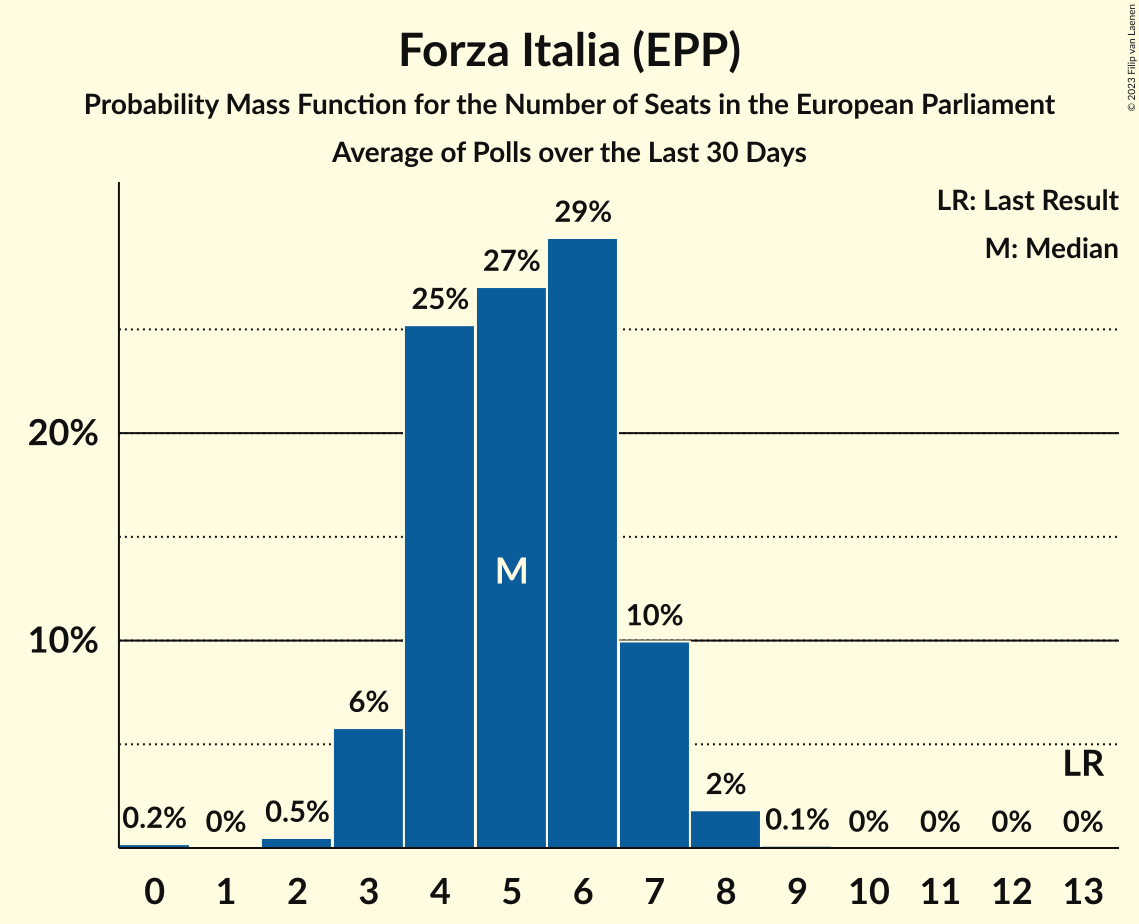 Forza Italia (EPP)
Probability Mass Function for the Number of Seats in the European Parliament
Average of Polls over the Last 30 Days
© 2023 Filip van Laenen
LR: Last Result
M: Median
29%
27%
25%
20%
M
10%
10%
6%
LR
2%
0.2% 0% 0.5% 0.1% 0% 0% 0% 0%
0 1 2 3 4 5 6 7 8 9 10 11 12 13